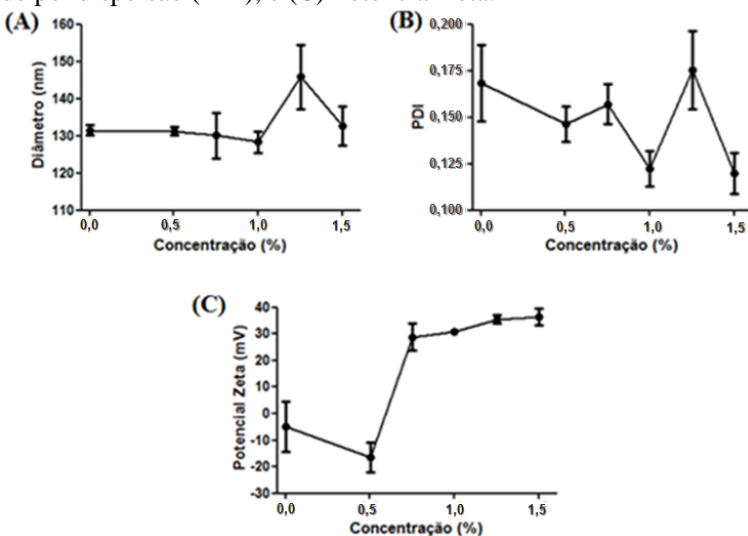 (A)
160
150
140
130
120
110
Diâmetro (nm)
0,0 0,5 1,0 1,5
Concentração (%)
(B)
0,200
0,175
0,150
0,125
0,100
PDI
0,0 0,5 1,0 1,5
Concentração (%)
(C)
40
30
20
10
0
-10
-20
-30
Potencial Zeta (mV)
0,0 0,5 1,0 1,5
Concentração (%)